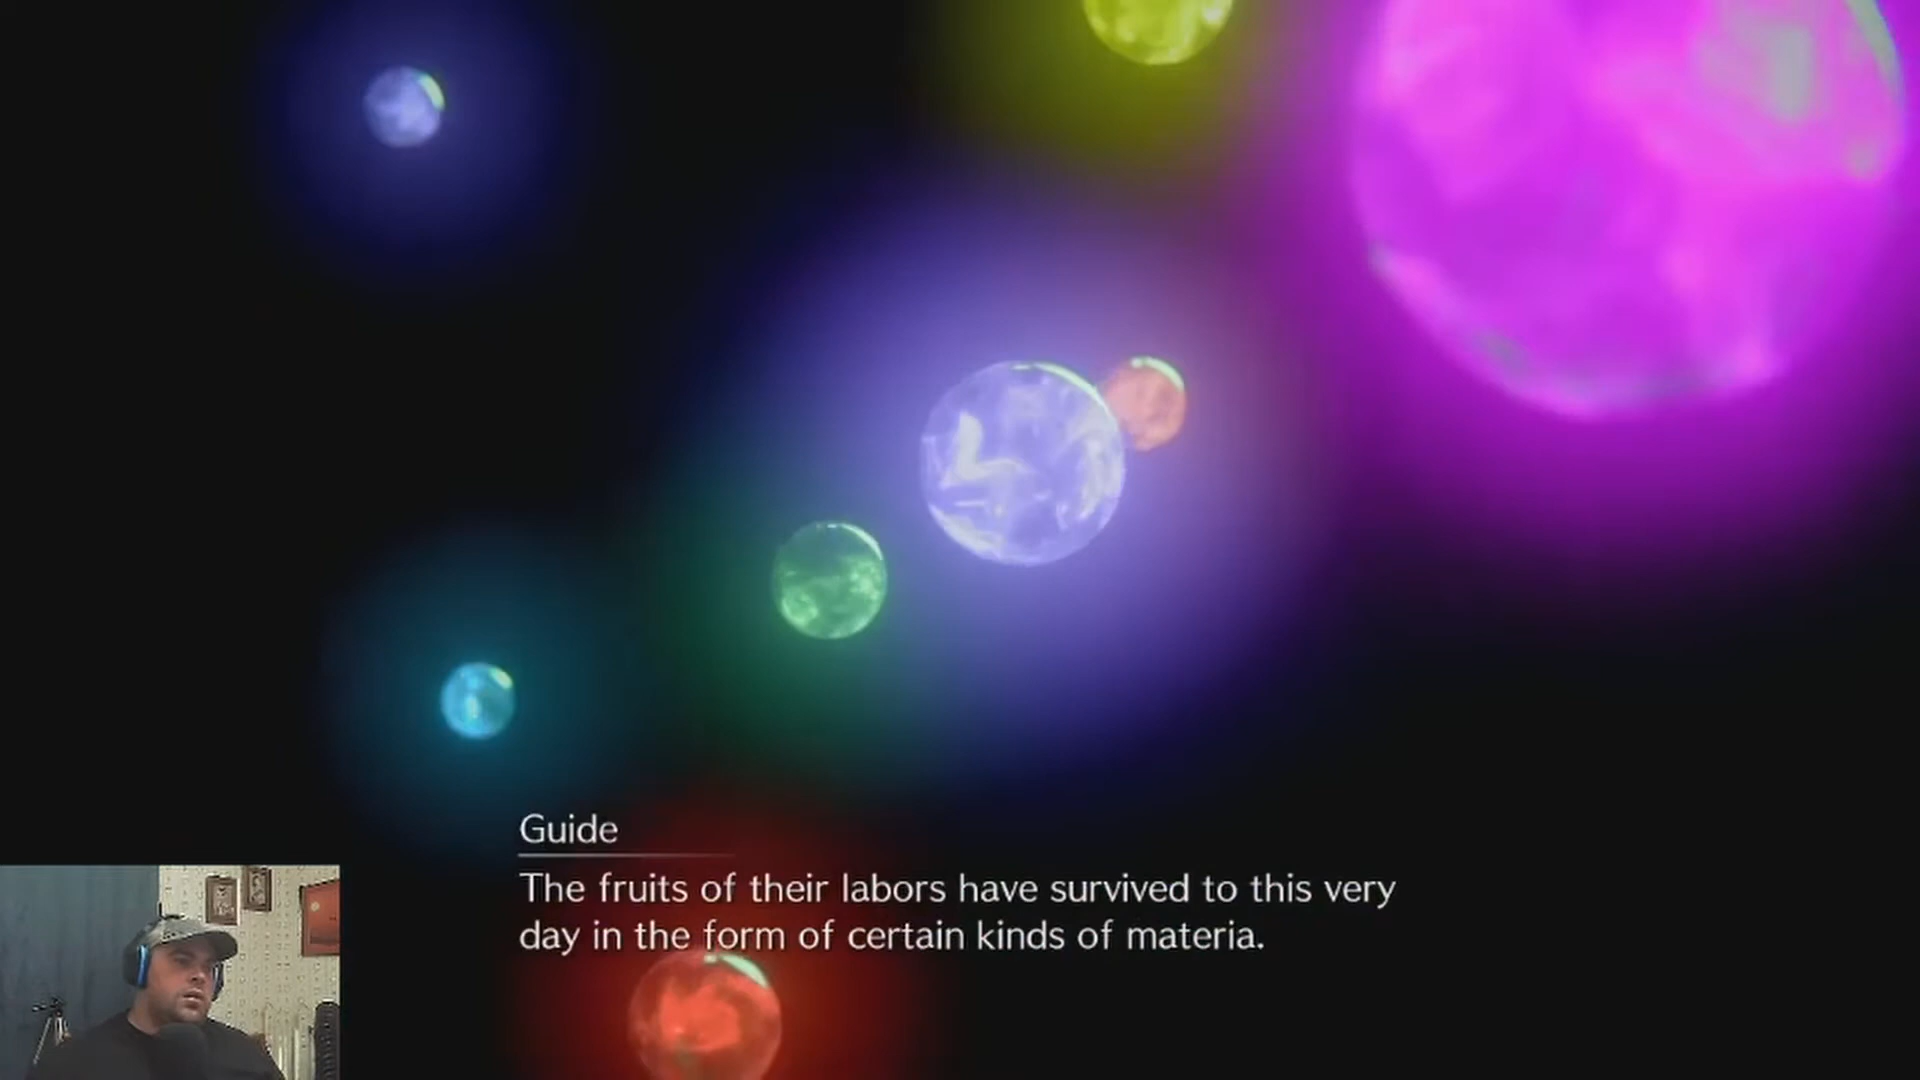 Guide
The fruits of their labors have survived to this very
day in the form of certain kinds of materia.